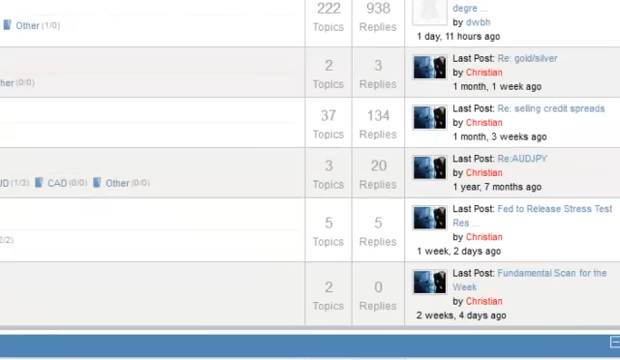 222 938 degre ...
Other (1/0) Topics Replies by dwbh
1 day, 11 hours ago
2 3 Last Post: Re: gold/silver
her (0/0) Topics Replies by Christian
1 month, 1 week ago
37 134 Last Post: Re: selling credit spreads
Topics Replies by Christian
1 month, 3 weeks ago
3 20 Last Post: Re:AUDJPY
JD (1/3) CAD (0/0) Other (0/0) Topics Replies by Christian
1 year, 7 months ago
5 5 Last Post: Fed to Release Stress Test
Res ...
2/2) Topics Replies by Christian
1 week, 2 days ago
2 0 Last Post: Fundamental Scan for the
Week
Topics Replies by Christian
2 weeks, 4 days ago